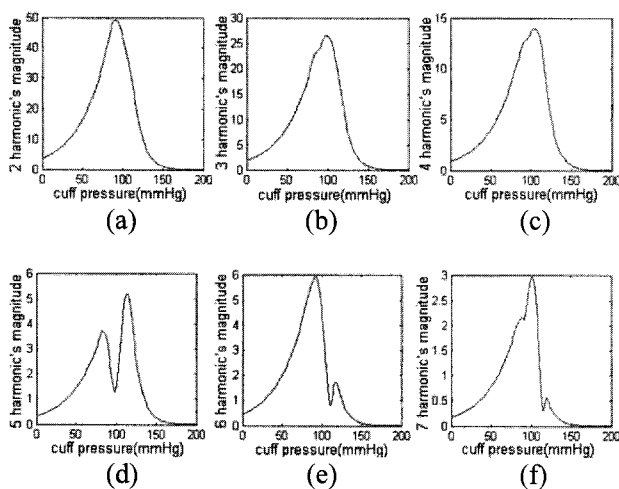 2 harmonic's magnitude
50
40
30
20
10
0
0 50 100 150 200
cuff pressure(mmHg)
(a)
3 harmonic's magnitude
30
25
20
15
10
5
0
0 50 100 150 200
cuff pressure(mmHg)
(b)
4 harmonic's magnitude
15
10
5
0
0 50 100 150 200
cuff pressure(mmHg)
(c)
5 harmonic's magnitude
6
5
4
3
2
1
0
0 50 100 150 200
cuff pressure(mmHg)
(d)
6 harmonic's magnitude
6
5
4
3
2
1
0
0 50 100 150 200
cuff pressure(mmHg)
(e)
7 harmonic's magnitude
3
2.5
2
1.5
1
0.5
0
0 50 100 150 200
cuff pressure(mmHg)
(f)